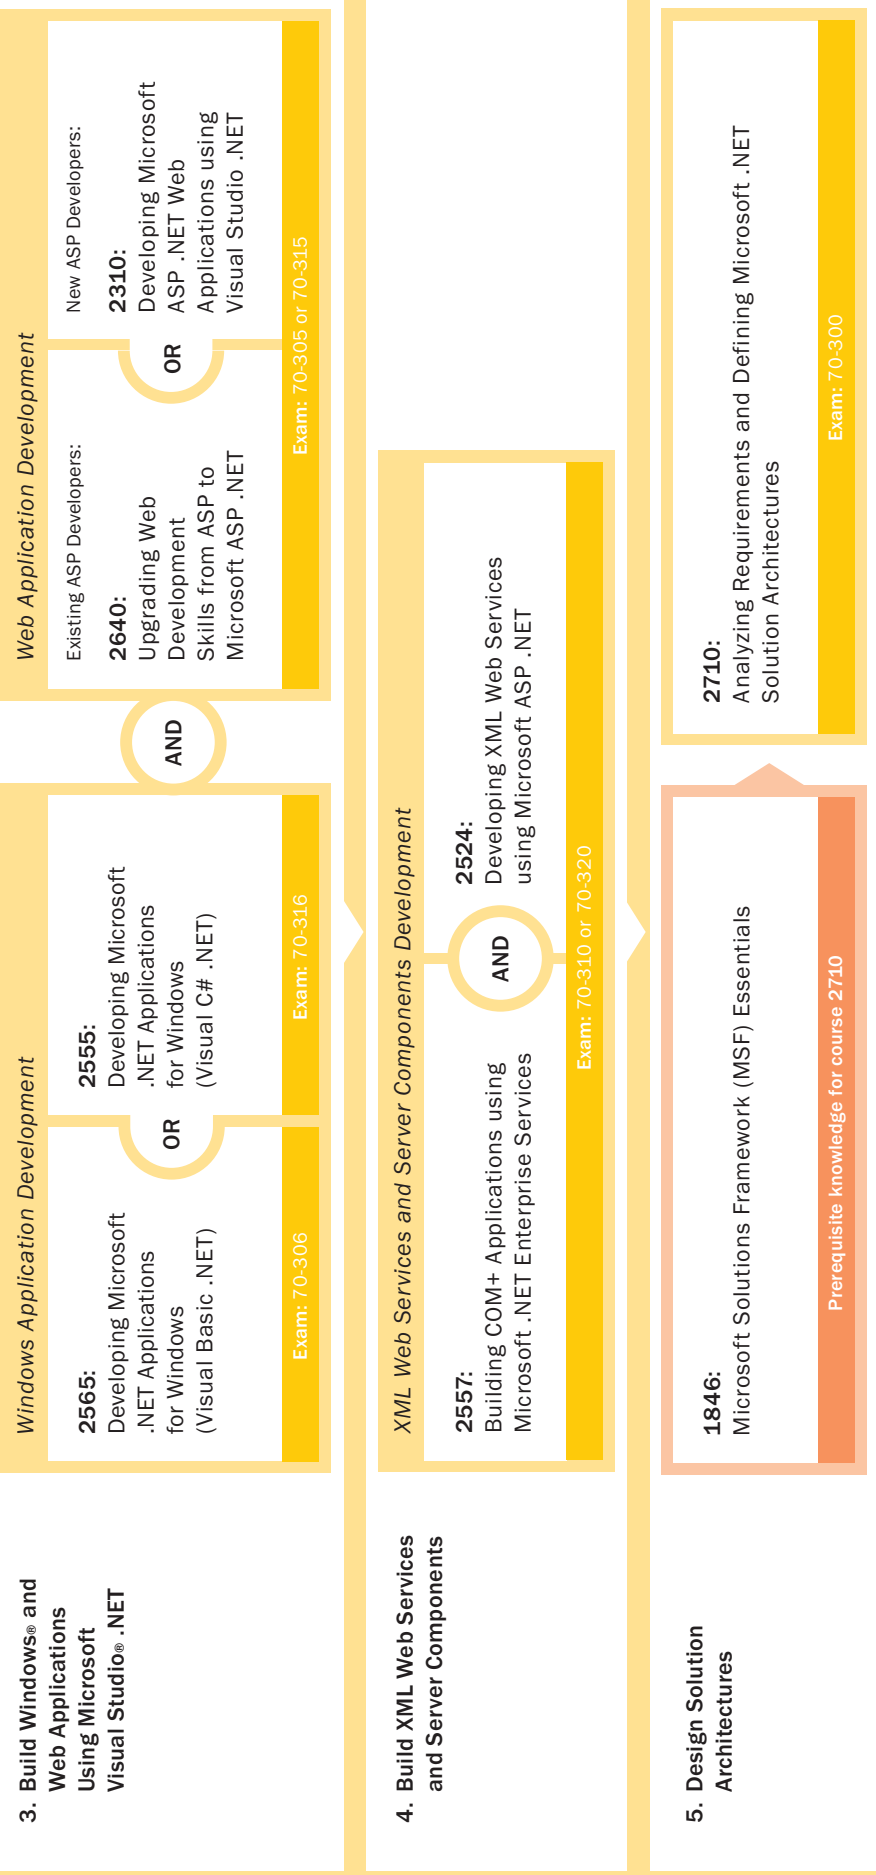 3. Build Windows® and
Web Applications
Using Microsoft
Visual Studio® .NET
Windows Application Development
2565:
Developing Microsoft
.NET Applications
for Windows
(Visual Basic .NET)
Exam: 70-306
OR
2555:
Developing Microsoft
.NET Applications
for Windows
(Visual C# .NET)
Exam: 70-316
AND
Web Application Development
Existing ASP Developers:
2640:
Upgrading Web
Development
Skills from ASP to
Microsoft ASP .NET
OR
New ASP Developers:
2310:
Developing Microsoft
ASP .NET Web
Applications using
Visual Studio .NET
Exam: 70-305 or 70-315
4. Build XML Web Services
and Server Components
XML Web Services and Server Components Development
2557:
Building COM+ Applications using
Microsoft .NET Enterprise Services
AND
2524:
Developing XML Web Services
using Microsoft ASP .NET
Exam: 70-310 or 70-320
5. Design Solution
Architectures
1846:
Microsoft Solutions Framework (MSF) Essentials
Prerequisite knowledge for course 2710
2710:
Analyzing Requirements and Defining Microsoft .NET
Solution Architectures
Exam: 70-300